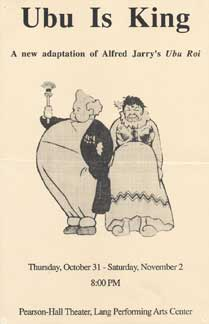 Ubu Is King
A new adaptation of Alfred Jarry's Ubu Roi
Thursday, October 31 - Saturday, November 2
8:00 PM
Pearson-Hall Theater, Lang Performing Arts Center